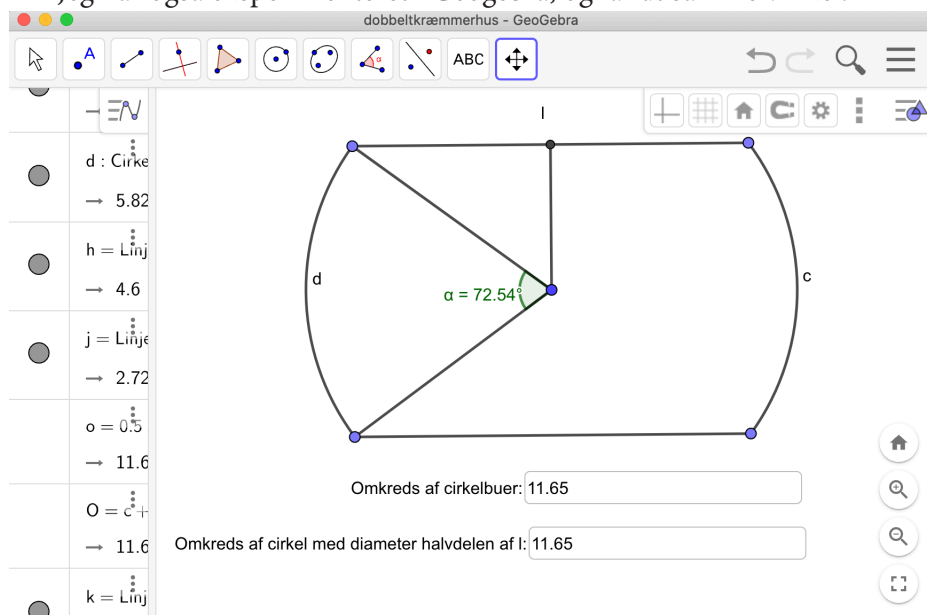 dobbeltkræmmerhus - GeoGebra
A
α
ABC
l
d : Cirke
→ 5.82
h = Linj
→ 4.6
d
α = 72.54°
c
j = Linje
→ 2.72
o = 0.5
→ 11.6
Omkreds af cirkelbuer: 11.65
O = c +
→ 11.6
Omkreds af cirkel med diameter halvdelen af l: 11.65
k = Linj